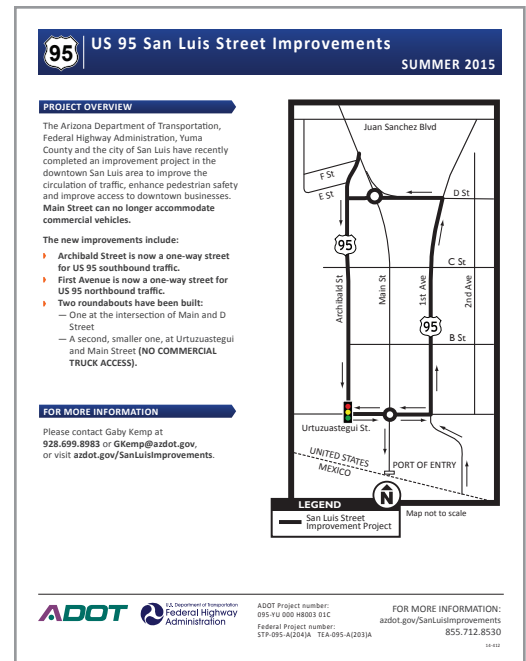 95
US 95 San Luis Street Improvements
SUMMER 2015
PROJECT OVERVIEW
The Arizona Department of Transportation,
Federal Highway Administration, Yuma
County and the city of San Luis have recently
completed an improvement project in the
downtown San Luis area to improve the
circulation of traffic, enhance pedestrian safety
and improve access to downtown businesses.
Main Street can no longer accommodate
commercial vehicles.
The new improvements include:
Archibald Street is now a one-way street
for US 95 southbound traffic.
First Avenue is now a one-way street for
US 95 northbound traffic.
Two roundabouts have been built:
— One at the intersection of Main and D
Street
— A second, smaller one, at Urtuzuastegui
and Main Street (NO COMMERCIAL
TRUCK ACCESS).
FOR MORE INFORMATION
Please contact Gaby Kemp at
928.699.8983 or GKemp@azdot.gov,
or visit azdot.gov/SanLuisImprovements.
Juan Sanchez Blvd
F St
E St
D St
95
C St
Archibald St
Main St
1st Ave
2nd Ave
95
B St
Urtuzuastegui St.
UNITED STATES
MEXICO
PORT OF ENTRY
N
LEGEND
San Luis Street
Improvement Project
Map not to scale
ADOT
U.S. Department of Transportation
Federal Highway
Administration
ADOT Project number:
095-YU 000 H8003 01C
Federal Project number:
STP-095-A(204)A TEA-095-A(203)A
FOR MORE INFORMATION:
azdot.gov/SanLuisImprovements
855.712.8530